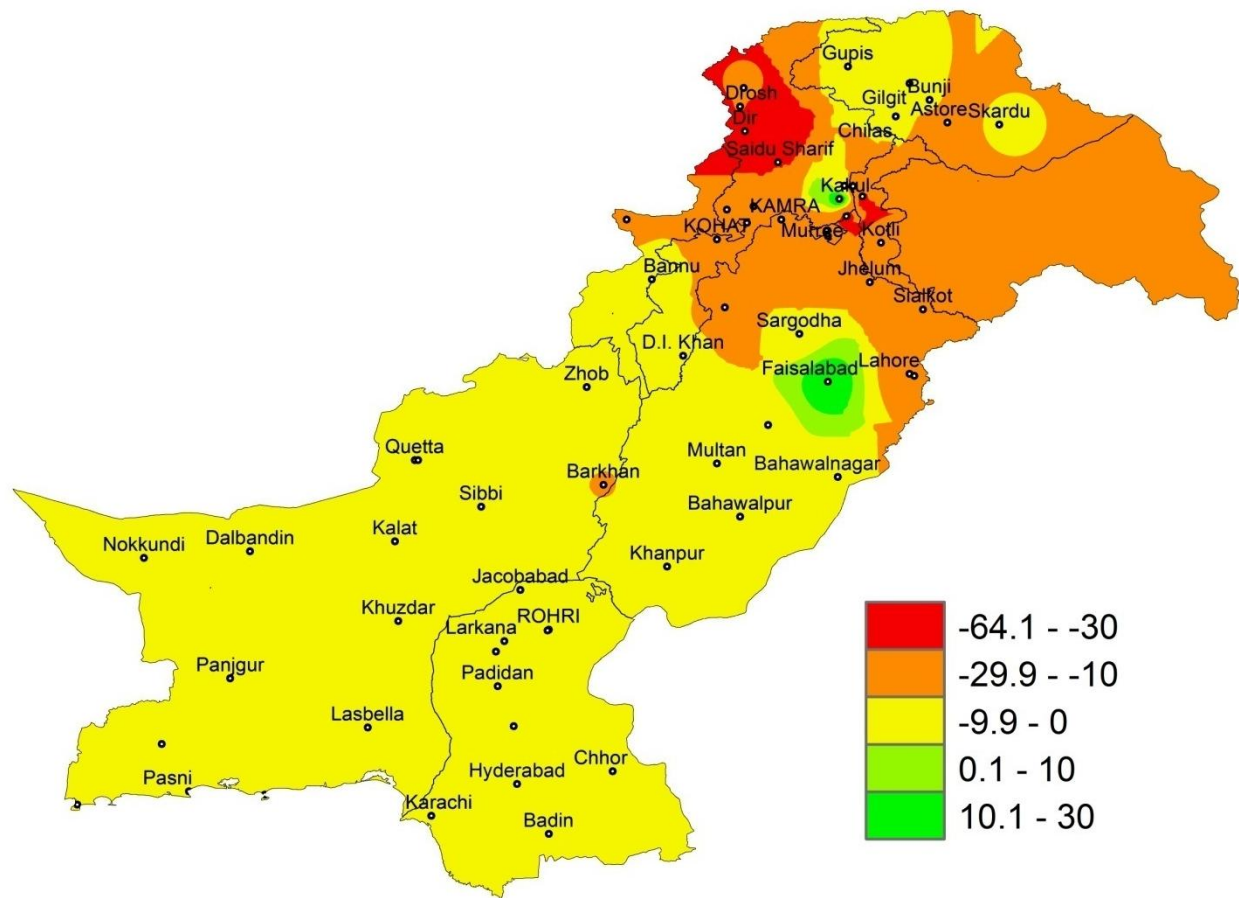 Gupis
Drosh
Bunji
Gilgit
Astore
Skardu
Dir
Chilas
Saidu Sharif
Kakul
KAMRA
KOHAT
Murree
Kotli
Bannu
Jhelum
Sialkot
Sargodha
D.I. Khan
Lahore
Faisalabad
Zhob
Quetta
Multan
Bahawalnagar
Barkhan
Sibbi
Bahawalpur
Kalat
Dalbandin
Nokkundi
Khanpur
Jacobabad
Khuzdar
ROHRI
Larkana
Panjgur
Padidan
Lasbella
Chhor
Pasni
Hyderabad
Karachi
Badin
-64.1 - -30
-29.9 - -10
-9.9 - 0
0.1 - 10
10.1 - 30